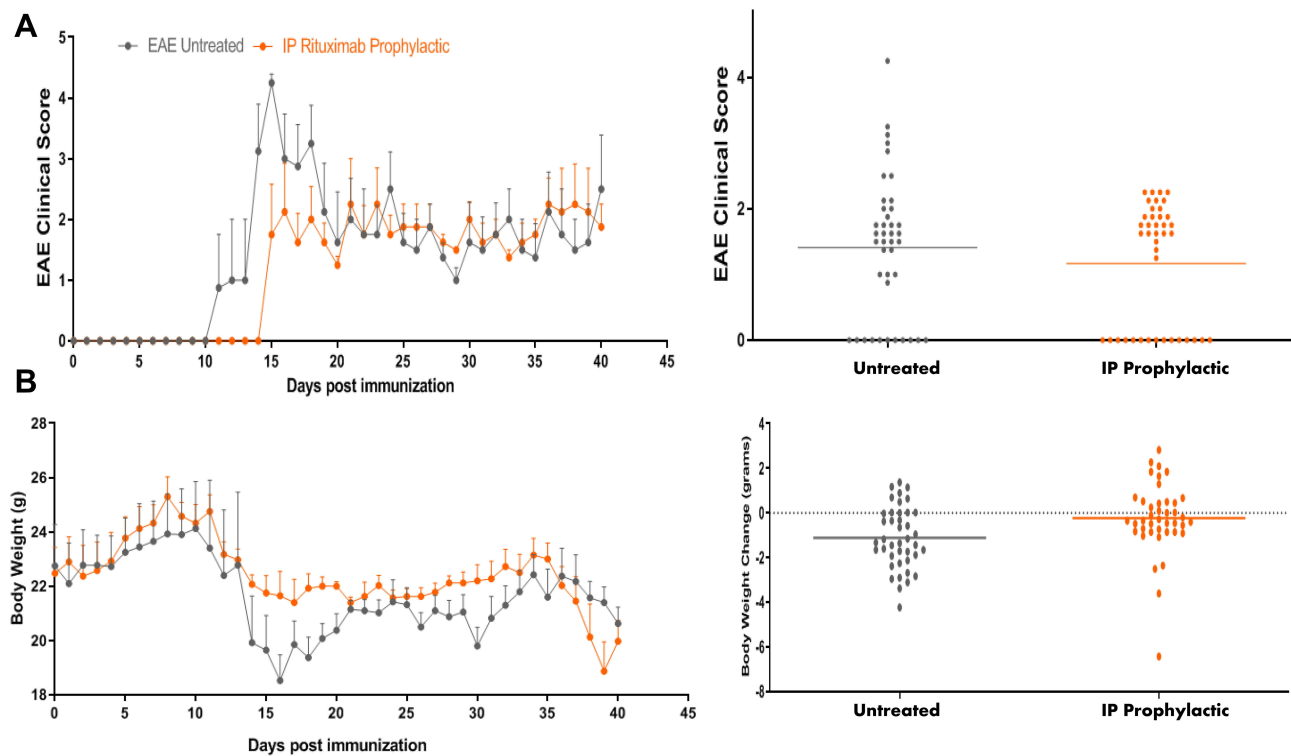 A
EAE Untreated IP Rituximab Prophylactic
EAE Clinical Score
5
4
3
2
1
0
0 5 10 15 20 25 30 35 40 45
Days post immunization
EAE Clinical Score
4
2
0
Untreated IP Prophylactic
B
Body Weight (g)
28
26
24
22
20
18
0 5 10 15 20 25 30 35 40 45
Days post immunization
Body Weight Change (grams)
4
2
0
-2
-4
-6
-8
Untreated IP Prophylactic